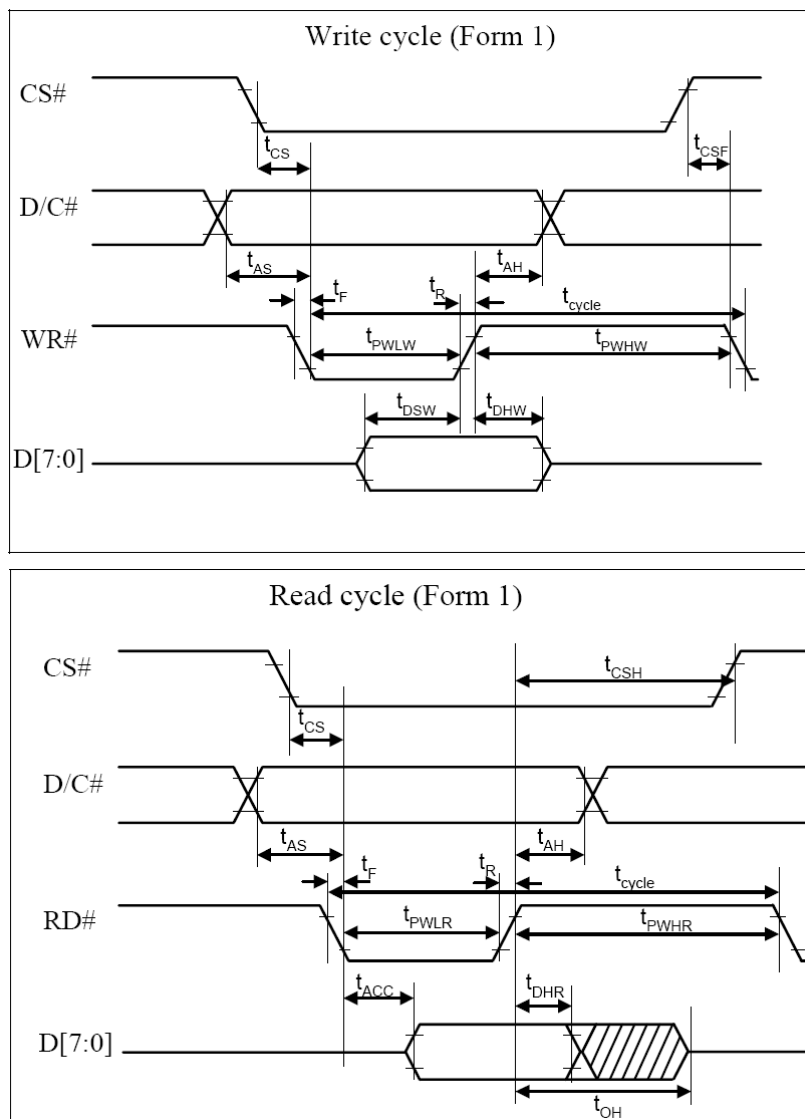 Write cycle (Form 1)
CS#
tCS
tCSF
D/C#
tAS
tF
tR
tAH
tcycle
WR#
tPWLW
tPWHW
tDSW
tDHW
D[7:0]
Read cycle (Form 1)
CS#
tCSH
tCS
D/C#
tAS
tF
tR
tAH
tcycle
RD#
tPWLR
tPWHR
tACC
tDHR
D[7:0]
tOH